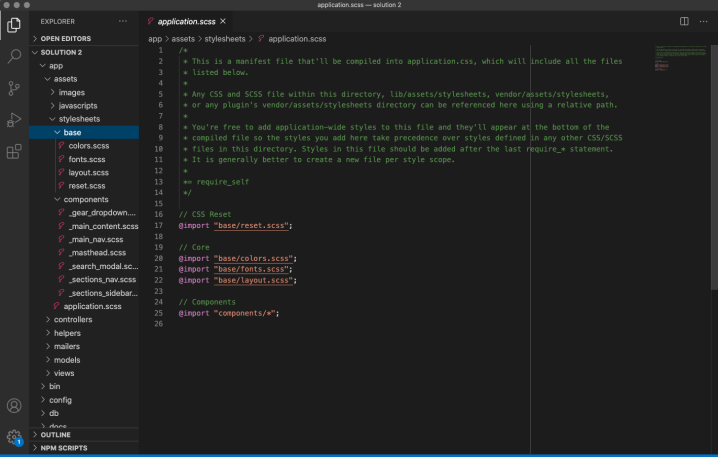 application.scss — solution 2
EXPLORER
···
application.scss ×
···
OPEN EDITORS
SOLUTION 2
app
assets
images
javascripts
stylesheets
base
colors.scss
fonts.scss
layout.scss
reset.scss
components
_gear_dropdown....
_main_content.scss
_main_nav.scss
_masthead.scss
_search_modal.sc...
_sections_nav.scss
_sections_sidebar...
application.scss
controllers
helpers
mailers
models
views
bin
config
db
docs
OUTLINE
NPM SCRIPTS
1
app > assets > stylesheets > application.scss
1 /*
2 * This is a manifest file that'll be compiled into application.css, which will include all the files
3 * listed below.
4 *
5 * Any CSS and SCSS file within this directory, lib/assets/stylesheets, vendor/assets/stylesheets,
6 * or any plugin's vendor/assets/stylesheets directory can be referenced here using a relative path.
7 *
8 * You're free to add application-wide styles to this file and they'll appear at the bottom of the
9 * compiled file so the styles you add here take precedence over styles defined in any other CSS/SCSS
10 * files in this directory. Styles in this file should be added after the last require_* statement.
11 * It is generally better to create a new file per style scope.
12 *
13 *= require_self
14 */
15
16 // CSS Reset
17 @import "base/reset.scss";
18
19 // Core
20 @import "base/colors.scss";
21 @import "base/fonts.scss";
22 @import "base/layout.scss";
23
24 // Components
25 @import "components/*";
26